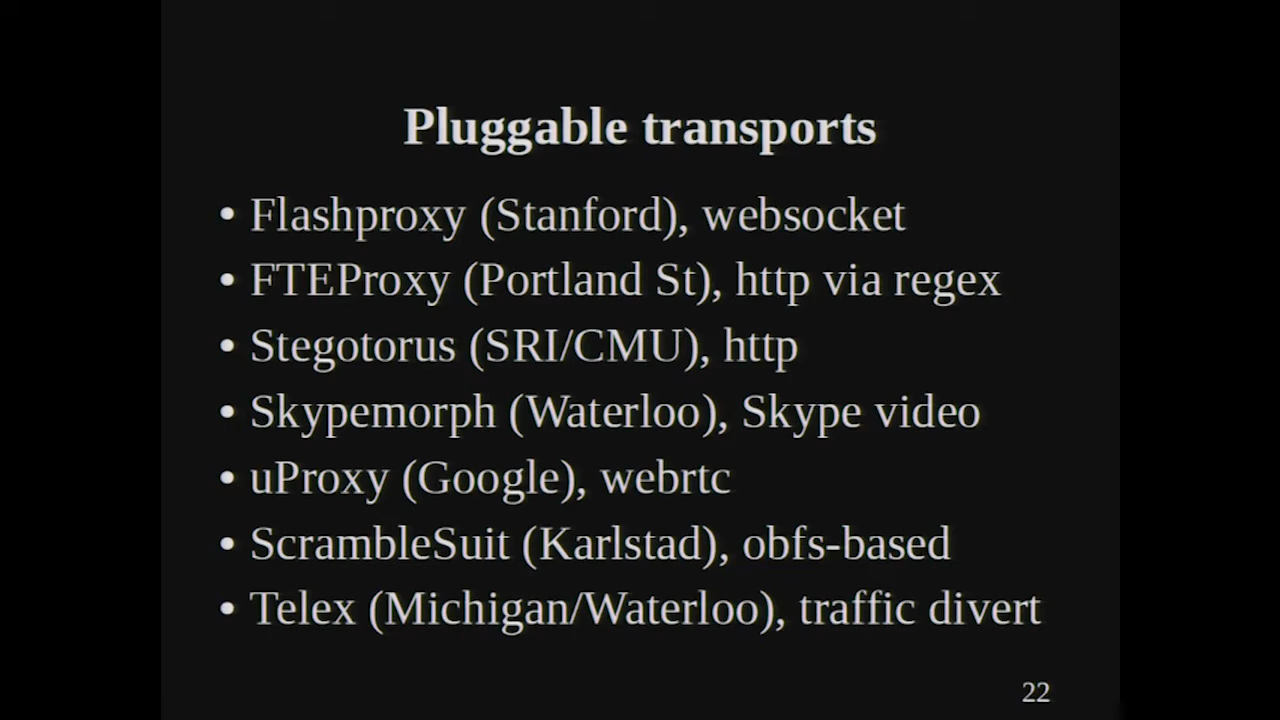 Pluggable transports
• Flashproxy (Stanford), websocket
• FTEProxy (Portland St), http via regex
• Stegotorus (SRI/CMU), http
• Skypemorph (Waterloo), Skype video
• uProxy (Google), webrtc
• ScrambleSuit (Karlstad), obfs-based
• Telex (Michigan/Waterloo), traffic divert
22